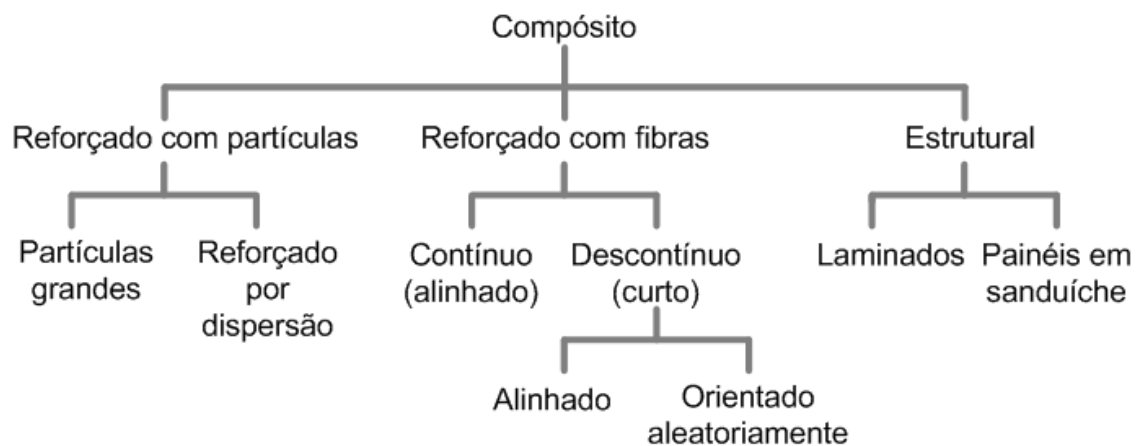 Compósito
Reforçado com partículas
Reforçado com fibras
Estrutural
Partículas
grandes
Reforçado
por
dispersão
Contínuo
(alinhado)
Descontínuo
(curto)
Laminados
Painéis em
sanduíche
Alinhado
Orientado
aleatoriamente